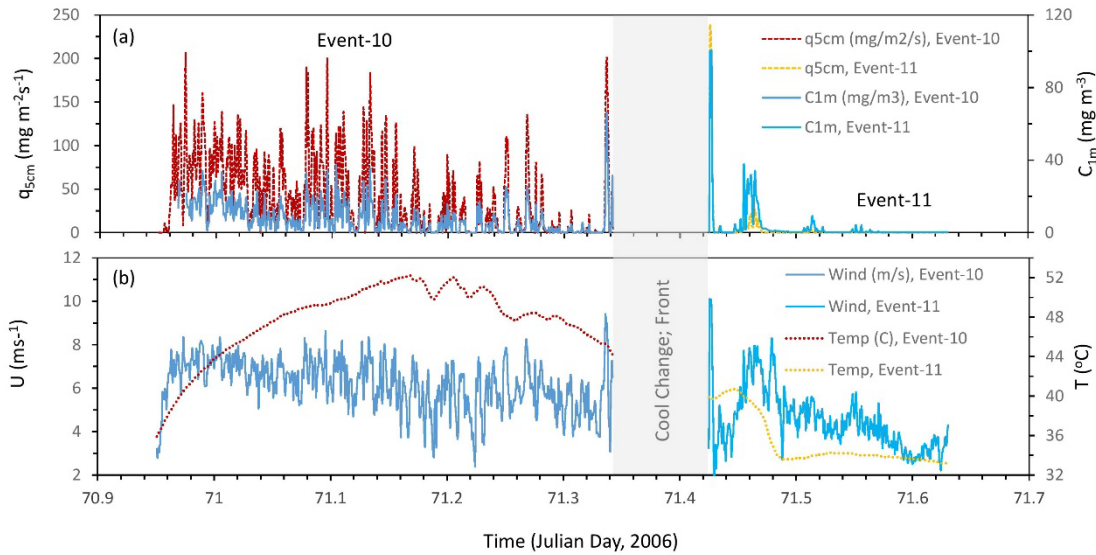 (a)
Event-10
q5cm (mg/m2/s), Event-10
q5cm, Event-11
C1m (mg/m3), Event-10
C1m, Event-11
Event-11
250
200
150
100
50
0
q5cm (mg m-2s-1)
120
100
80
60
40
20
0
C1m (mg m-3)
(b)
Wind (m/s), Event-10
Wind, Event-11
Temp (C), Event-10
Temp, Event-11
Cool Change; Front
12
10
8
6
4
2
U (ms-1)
52
48
44
40
36
32
T (oC)
70.9
71
71.1
71.2
71.3
71.4
71.5
71.6
71.7
Time (Julian Day, 2006)